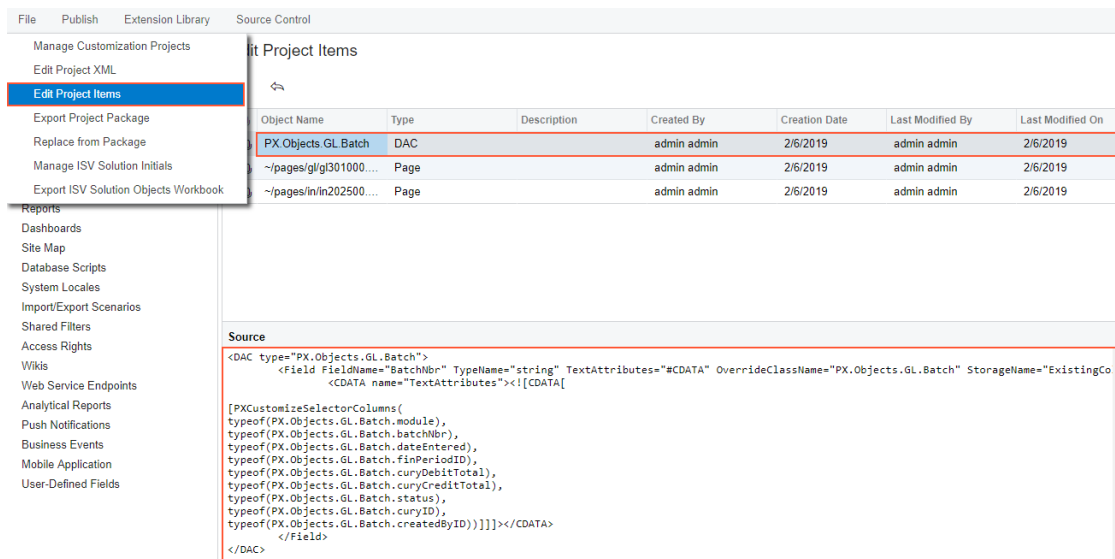 File Publish Extension Library Source Control
Manage Customization Projects
Edit Project XML
Edit Project Items
Export Project Package
Replace from Package
Manage ISV Solution Initials
Export ISV Solution Objects Workbook
dit Project Items
Object Name Type Description Created By Creation Date Last Modified By Last Modified On
PX.Objects.GL.Batch DAC admin admin 2/6/2019 admin admin 2/6/2019
~/pages/gl/gl301000.... Page admin admin 2/6/2019 admin admin 2/6/2019
~/pages/in/in202500.... Page admin admin 2/6/2019 admin admin 2/6/2019
Reports
Dashboards
Site Map
Database Scripts
System Locales
Import/Export Scenarios
Shared Filters
Access Rights
Wikis
Web Service Endpoints
Analytical Reports
Push Notifications
Business Events
Mobile Application
User-Defined Fields
Source
<DAC type="PX.Objects.GL.Batch">
<Field FieldName="BatchNbr" TypeName="string" TextAttributes="#CDATA" OverrideClassName="PX.Objects.GL.Batch" StorageName="ExistingCo
<CDATA name="TextAttributes"><![CDATA[
[PXCustomizeSelectorColumns(
typeof(PX.Objects.GL.Batch.module),
typeof(PX.Objects.GL.Batch.batchNbr),
typeof(PX.Objects.GL.Batch.dateEntered),
typeof(PX.Objects.GL.Batch.finPeriodID),
typeof(PX.Objects.GL.Batch.curyDebitTotal),
typeof(PX.Objects.GL.Batch.curyCreditTotal),
typeof(PX.Objects.GL.Batch.status),
typeof(PX.Objects.GL.Batch.curyID),
typeof(PX.Objects.GL.Batch.createdByID))]]]></CDATA>
</Field>
</DAC>